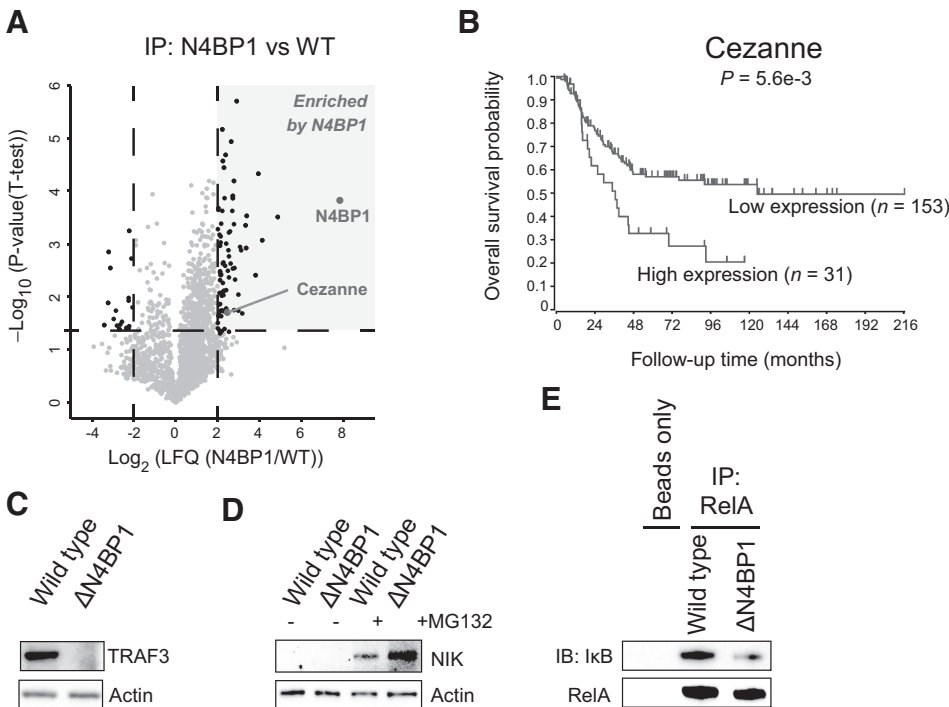 A
IP: N4BP1 vs WT
Enriched
by N4BP1
N4BP1
Cezanne
6
5
4
3
2
1
0
–Log10 (P-value(T-test))
-4 -2 0 2 4 6 8
Log2 (LFQ (N4BP1/WT))
B
Cezanne
P = 5.6e-3
Overall survival probability
1.0
0.9
0.8
0.7
0.6
0.5
0.4
0.3
0.2
0.1
0
Low expression (n = 153)
High expression (n = 31)
0 24 48 72 96 120 144 168 192 216
Follow-up time (months)
C
Wild type
ΔN4BP1
TRAF3
Actin
D
Wild type
ΔN4BP1
Wild type
ΔN4BP1
- - + +MG132
NIK
Actin
E
Beads only
IP:
RelA
Wild type
ΔN4BP1
IB: IκB
RelA